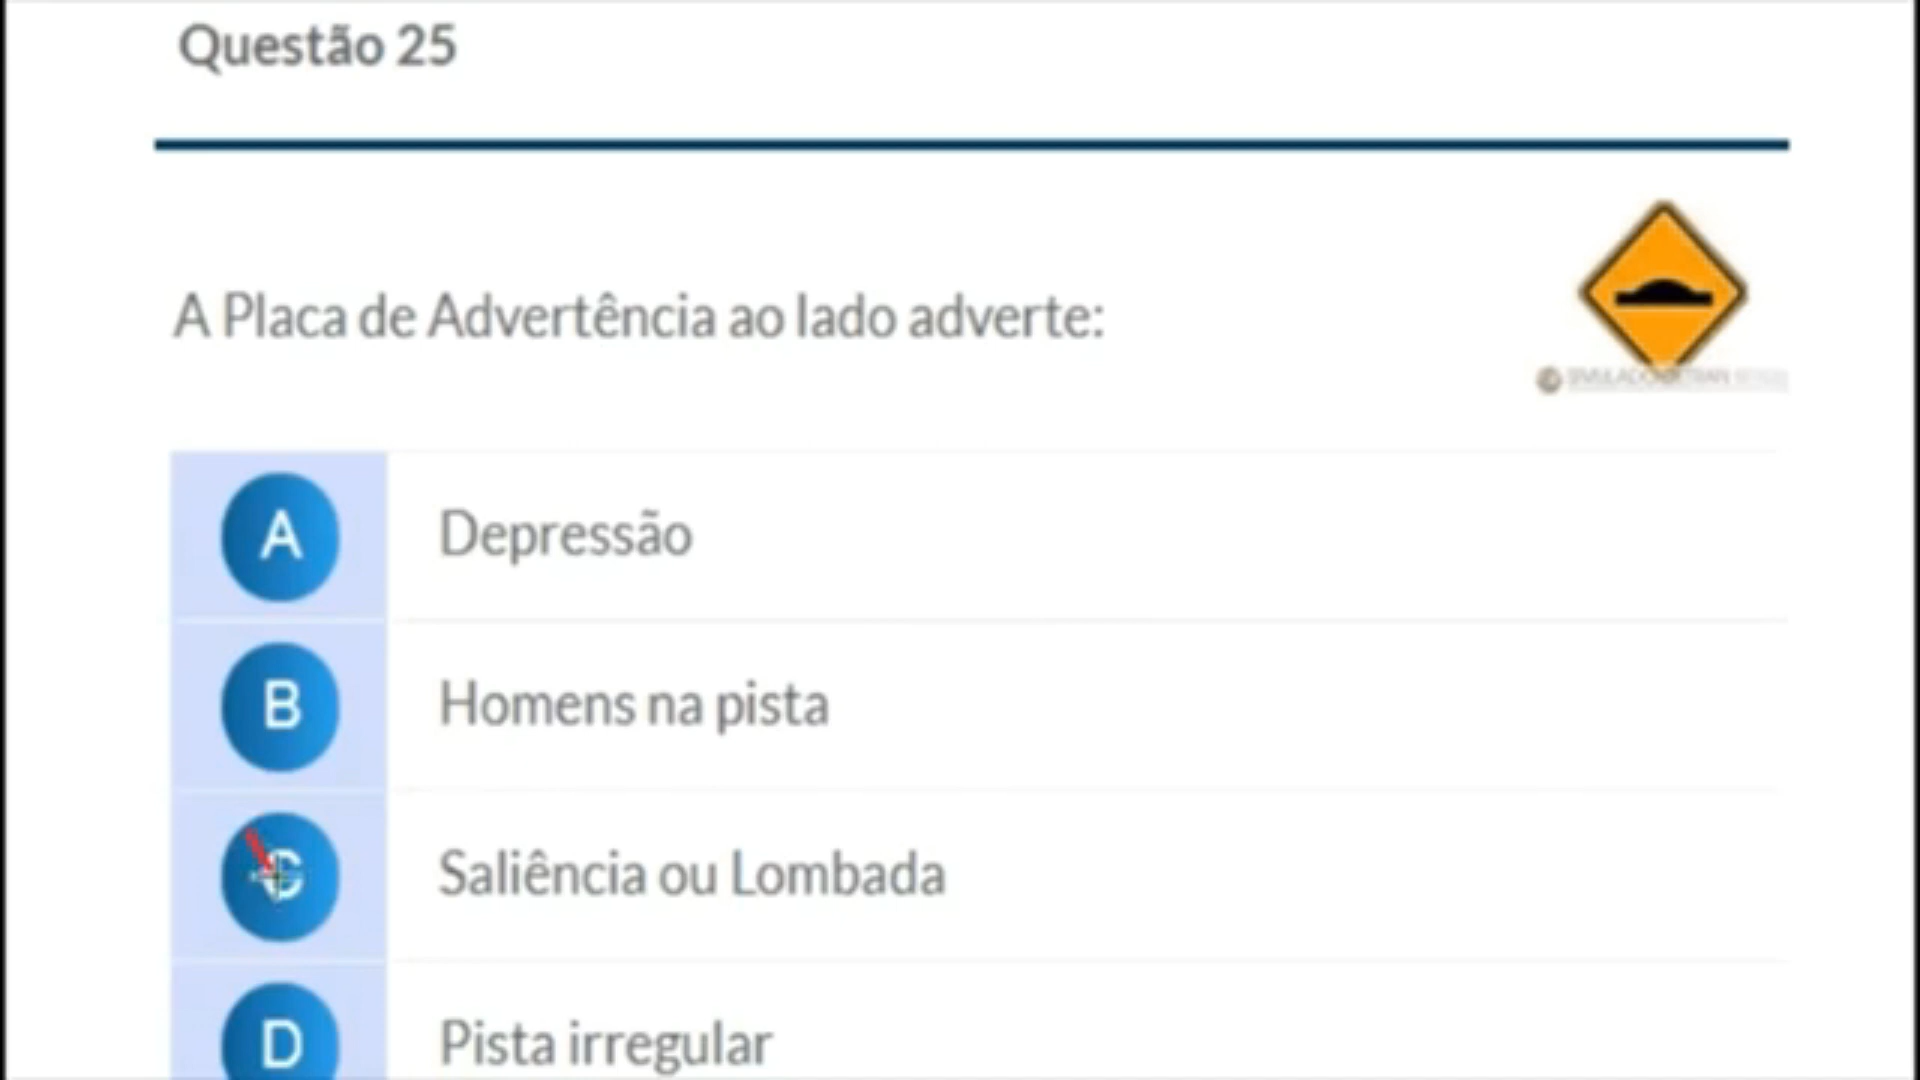 Questão 25
A Placa de Advertência ao lado adverte:
A
Depressão
B
Homens na pista
C
Saliência ou Lombada
D
Pista irregular